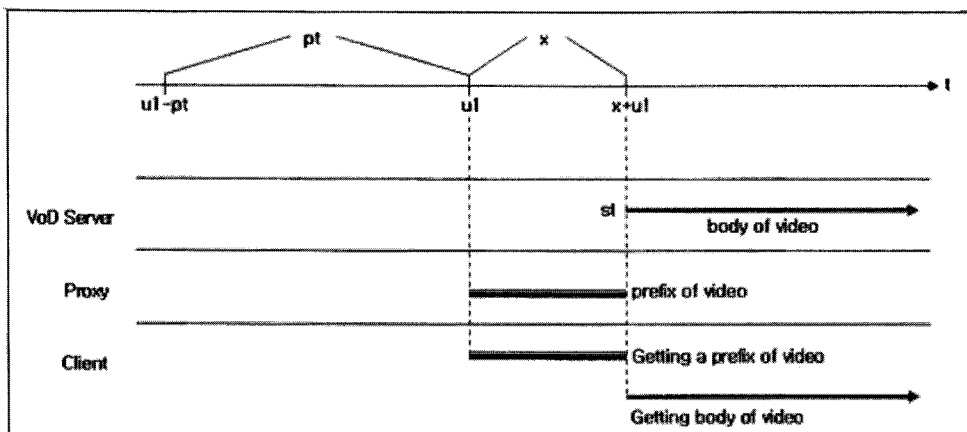 pt
x
u1-pt
u1
x+u1
t
VoD Server
st
body of video
Proxy
prefix of video
Client
Getting a prefix of video
Getting body of video